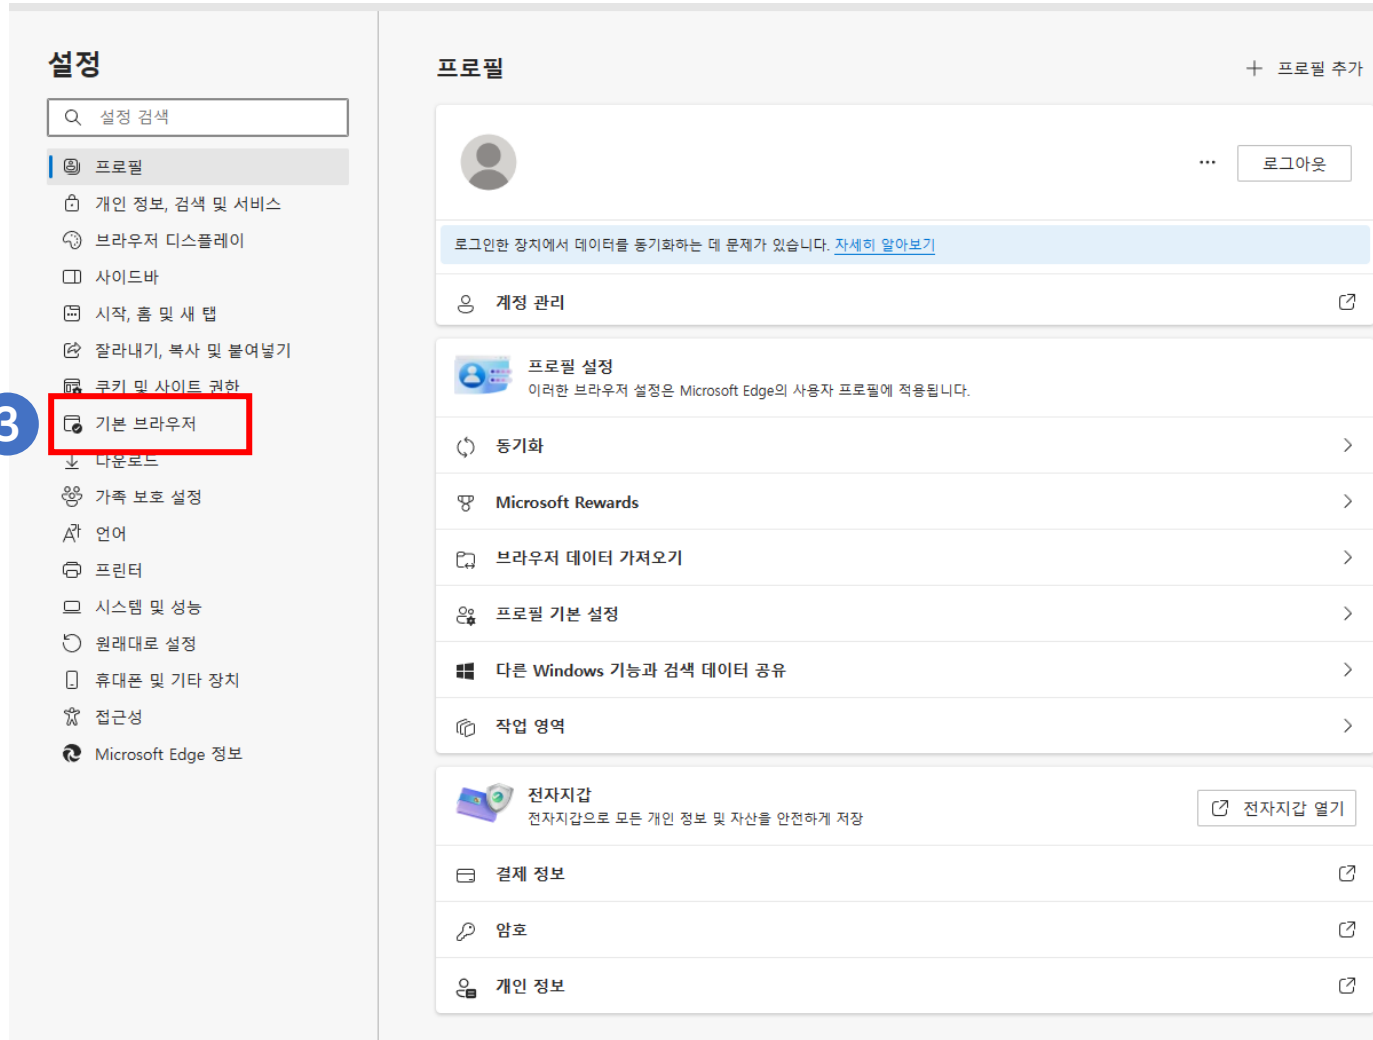 설정
설정 검색
프로필
개인 정보, 검색 및 서비스
브라우저 디스플레이
사이드바
시작, 홈 및 새 탭
잘라내기, 복사 및 붙여넣기
쿠키 및 사이트 권한
3
기본 브라우저
다운로드
가족 보호 설정
언어
프린터
시스템 및 성능
원래대로 설정
휴대폰 및 기타 장치
접근성
Microsoft Edge 정보
프로필
프로필 추가
로그아웃
로그인한 장치에서 데이터를 동기화하는 데 문제가 있습니다. 자세히 알아보기
계정 관리
프로필 설정
이러한 브라우저 설정은 Microsoft Edge의 사용자 프로필에 적용됩니다.
동기화
Microsoft Rewards
브라우저 데이터 가져오기
프로필 기본 설정
다른 Windows 기능과 검색 데이터 공유
작업 영역
전자지갑
전자지갑으로 모든 개인 정보 및 자산을 안전하게 저장
전자지갑 열기
결제 정보
암호
개인 정보